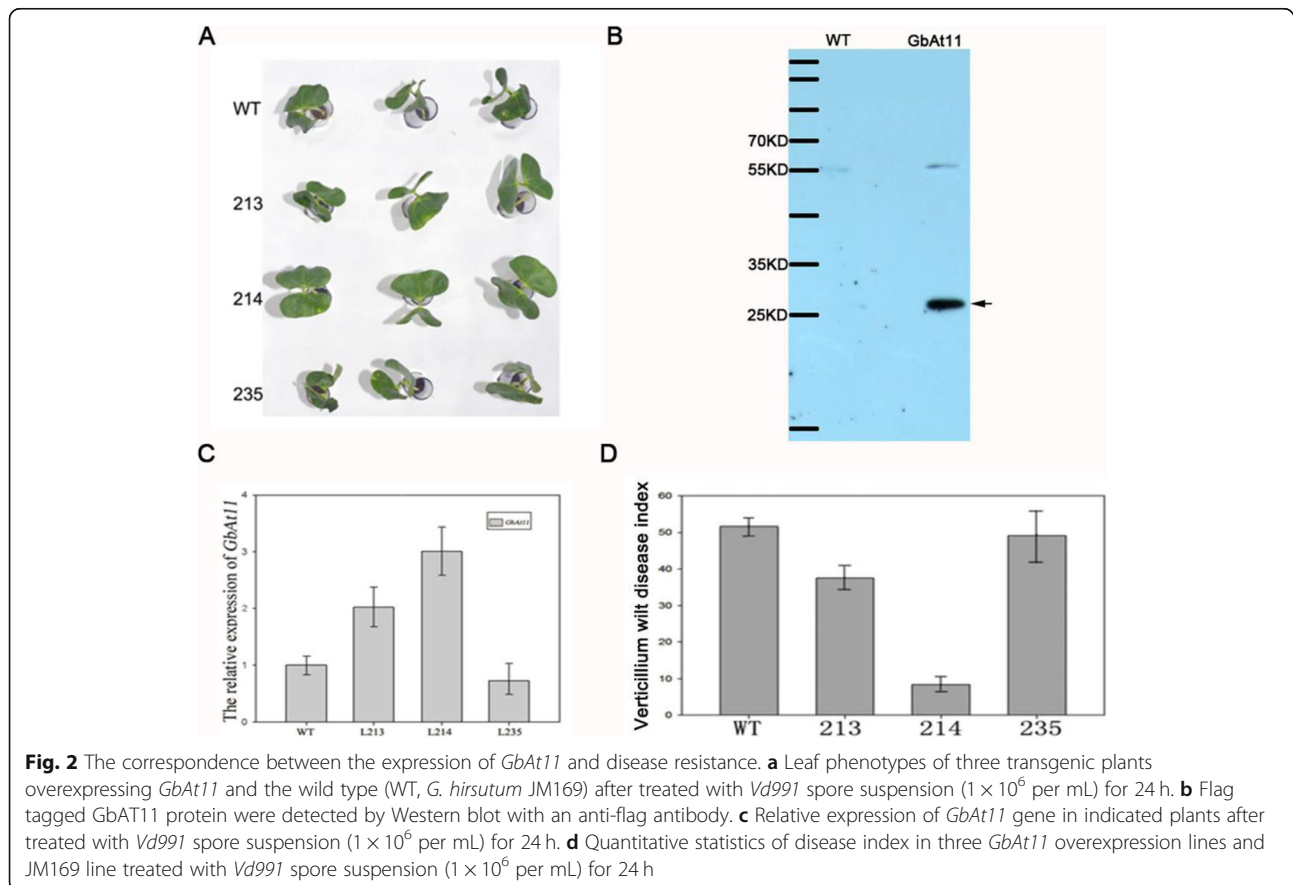 A
WT
213
214
235
B
WT GbAt11
70KD
55KD
35KD
25KD
C
The relative expression of GbAt11
4
3
2
1
0
GbAt11
WT L213 L214 L235
D
Verticillium wilt disease index
60
50
40
30
20
10
0
WT 213 214 235
Fig. 2 The correspondence between the expression of GbAt11 and disease resistance. a Leaf phenotypes of three transgenic plants
overexpressing GbAt11 and the wild type (WT, G. hirsutum JM169) after treated with Vd991 spore suspension (1 × 10⁶ per mL) for 24 h. b Flag
tagged GbAT11 protein were detected by Western blot with an anti-flag antibody. c Relative expression of GbAt11 gene in indicated plants after
treated with Vd991 spore suspension (1 × 10⁶ per mL) for 24 h. d Quantitative statistics of disease index in three GbAt11 overexpression lines and
JM169 line treated with Vd991 spore suspension (1 × 10⁶ per mL) for 24 h